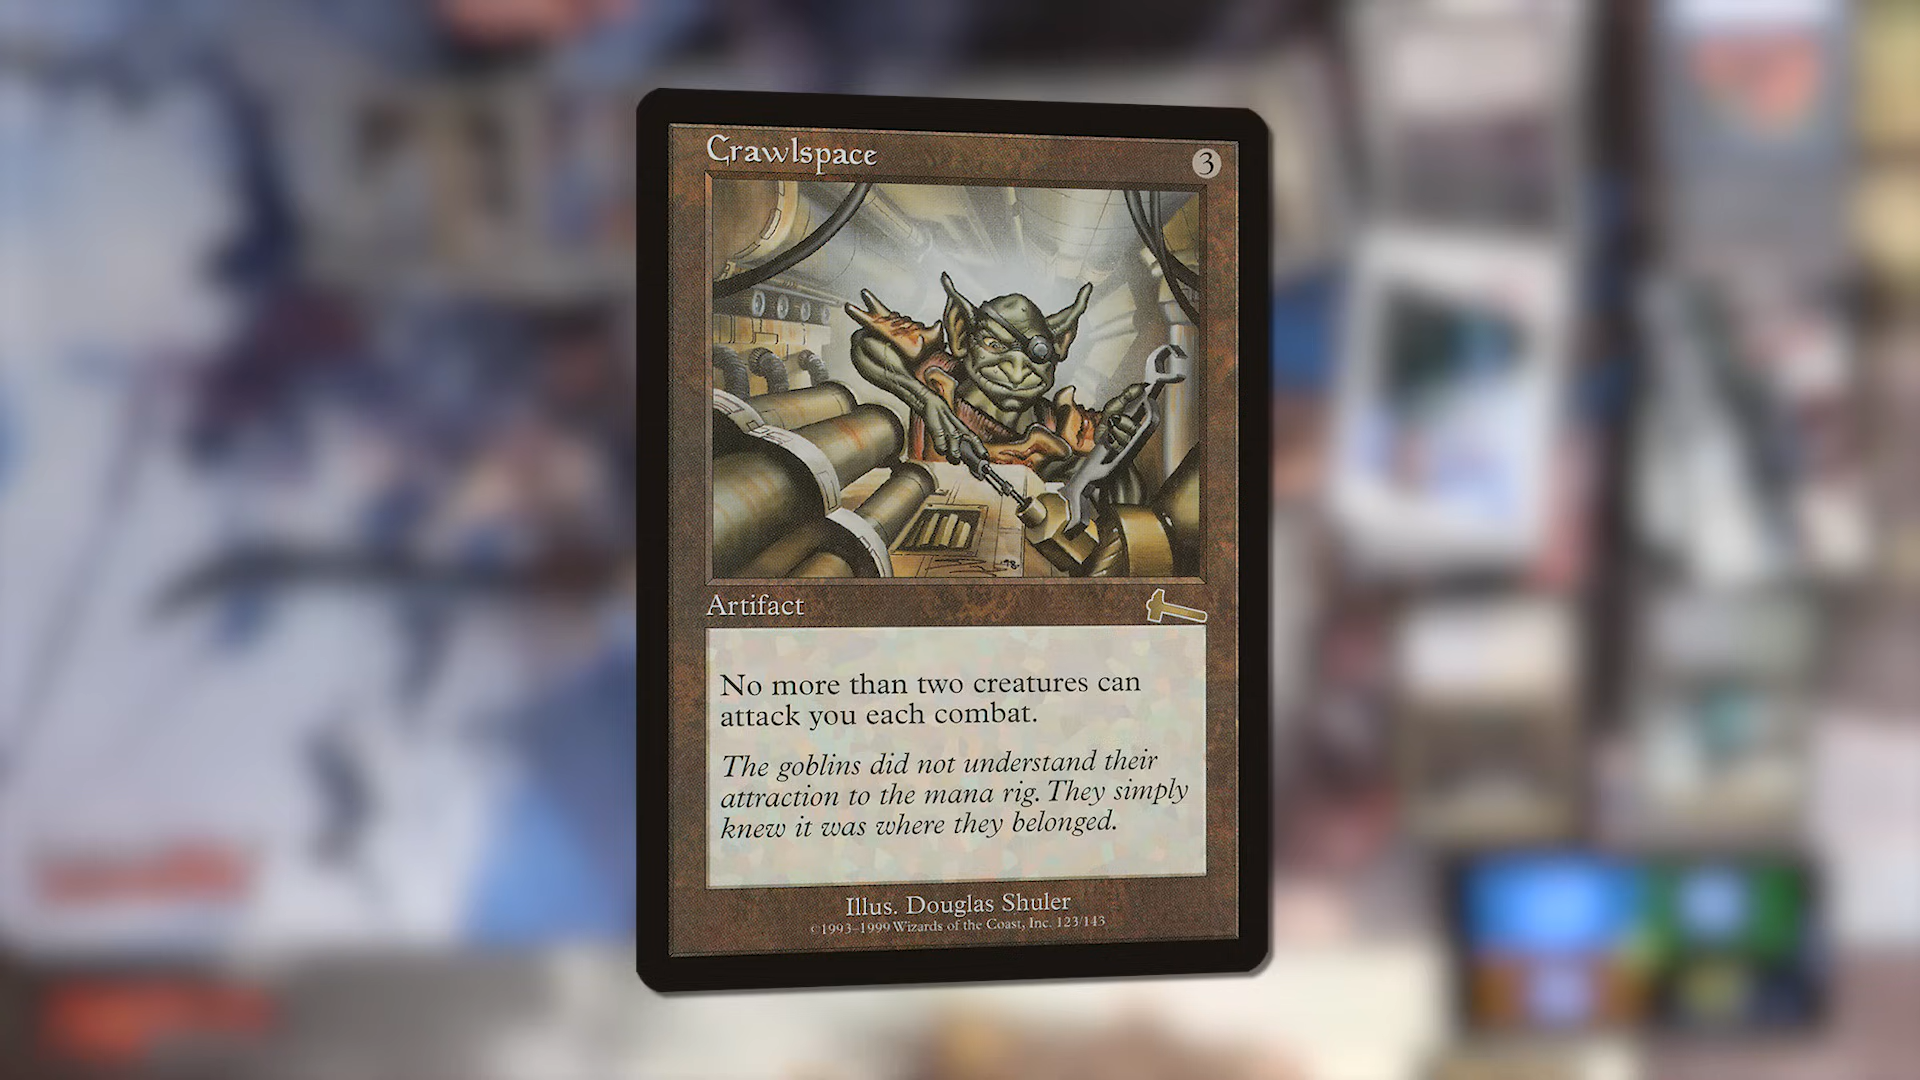 Crawlspace
3
Artifact
No more than two creatures can
attack you each combat.
The goblins did not understand their
attraction to the mana rig. They simply
knew it was where they belonged.
Illus. Douglas Shuler
©1993–1999 Wizards of the Coast, Inc. 123/143